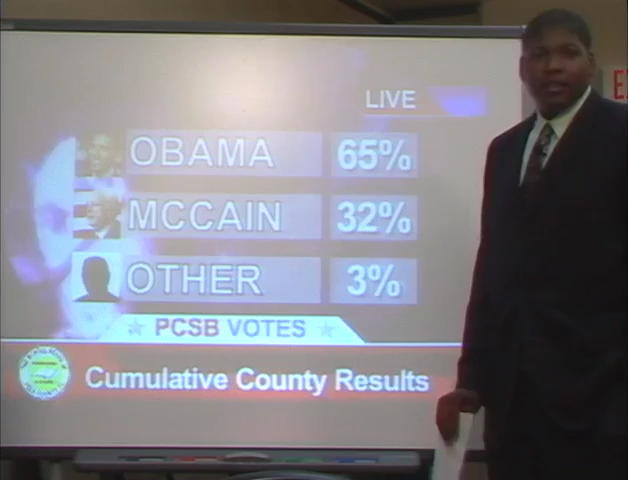 LIVE
OBAMA 65%
MCCAIN 32%
OTHER 3%
PCSB VOTES
Cumulative County Results